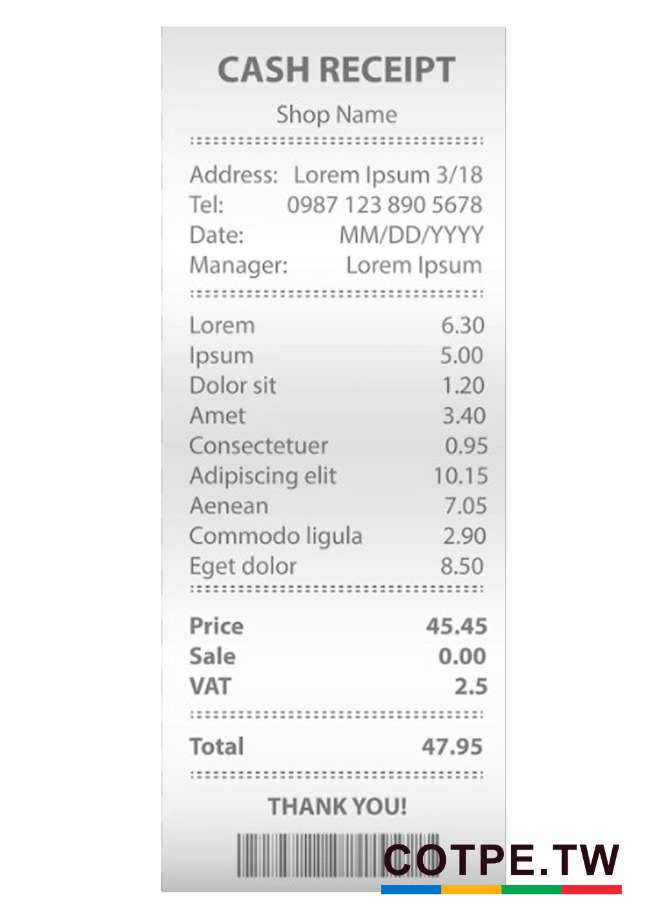 CASH RECEIPT
Shop Name
Address: Lorem Ipsum 3/18
Tel: 0987 123 890 5678
Date: MM/DD/YYYY
Manager: Lorem Ipsum
Lorem 6.30
Ipsum 5.00
Dolor sit 1.20
Amet 3.40
Consectetuer 0.95
Adipiscing elit 10.15
Aenean 7.05
Commodo ligula 2.90
Eget dolor 8.50
Price 45.45
Sale 0.00
VAT 2.5
Total 47.95
THANK YOU!
COTPE.TW